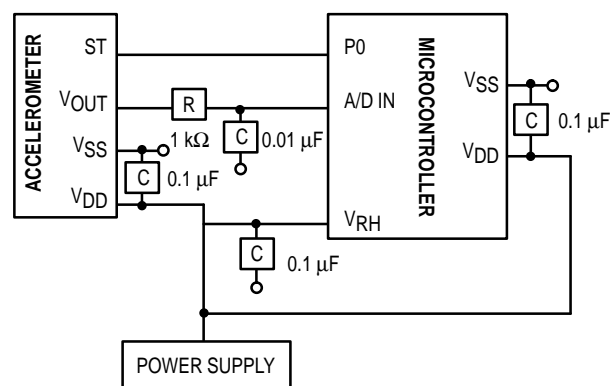 ACCELEROMETER
ST
VOUT
VSS
VDD
R
1 kΩ
C
0.01 µF
C
0.1 µF
P0
A/D IN
VRH
MICROCONTROLLER
VSS
VDD
C
0.1 µF
C
0.1 µF
POWER SUPPLY